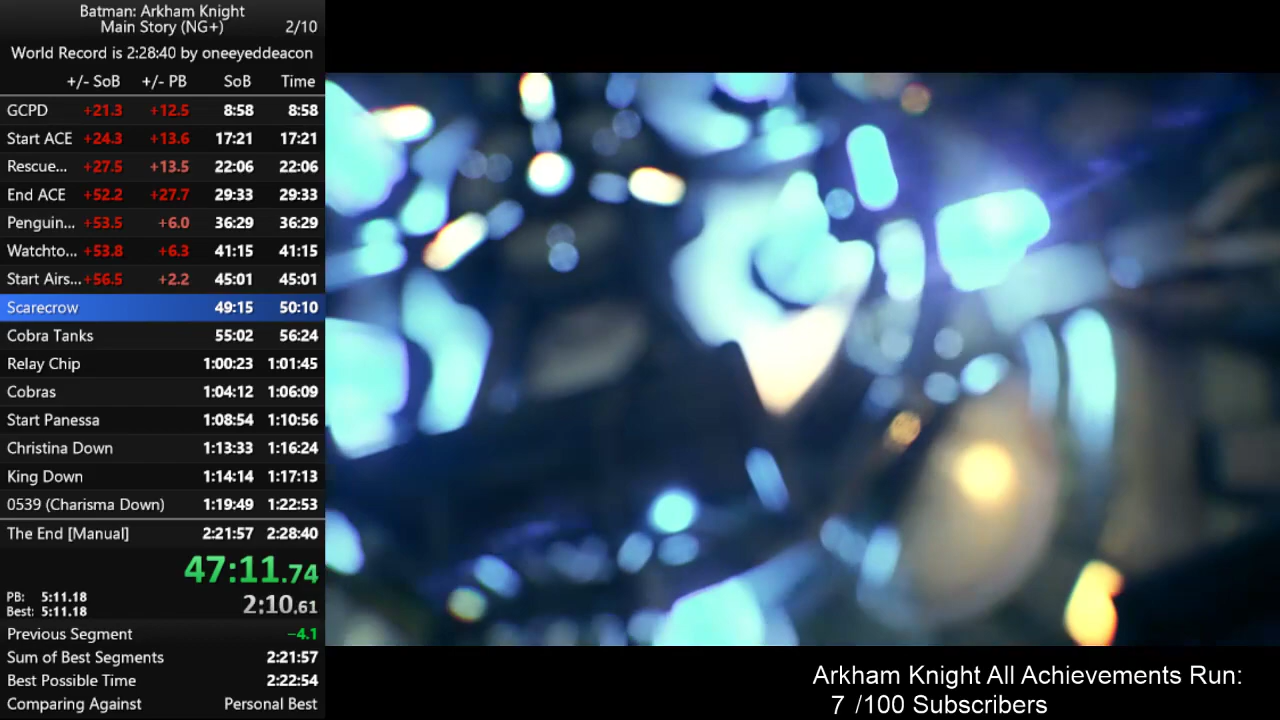 Batman: Arkham Knight
Main Story (NG+) 2/10
World Record is 2:28:40 by oneeyeddeacon
+/- SoB +/- PB SoB Time
GCPD +21.3 +12.5 8:58 8:58
Start ACE +24.3 +13.6 17:21 17:21
Rescue... +27.5 +13.5 22:06 22:06
End ACE +52.2 +27.7 29:33 29:33
Penguin... +53.5 +6.0 36:29 36:29
Watchto... +53.8 +6.3 41:15 41:15
Start Airs... +56.5 +2.2 45:01 45:01
Scarecrow 49:15 50:10
Cobra Tanks 55:02 56:24
Relay Chip 1:00:23 1:01:45
Cobras 1:04:12 1:06:09
Start Panessa 1:08:54 1:10:56
Christina Down 1:13:33 1:16:24
King Down 1:14:14 1:17:13
0539 (Charisma Down) 1:19:49 1:22:53
The End [Manual] 2:21:57 2:28:40
47:11.74
PB: 5:11.18
Best: 5:11.18
2:10.61
Previous Segment -4.1
Sum of Best Segments 2:21:57
Best Possible Time 2:22:54
Comparing Against Personal Best
Arkham Knight All Achievements Run:
7 /100 Subscribers